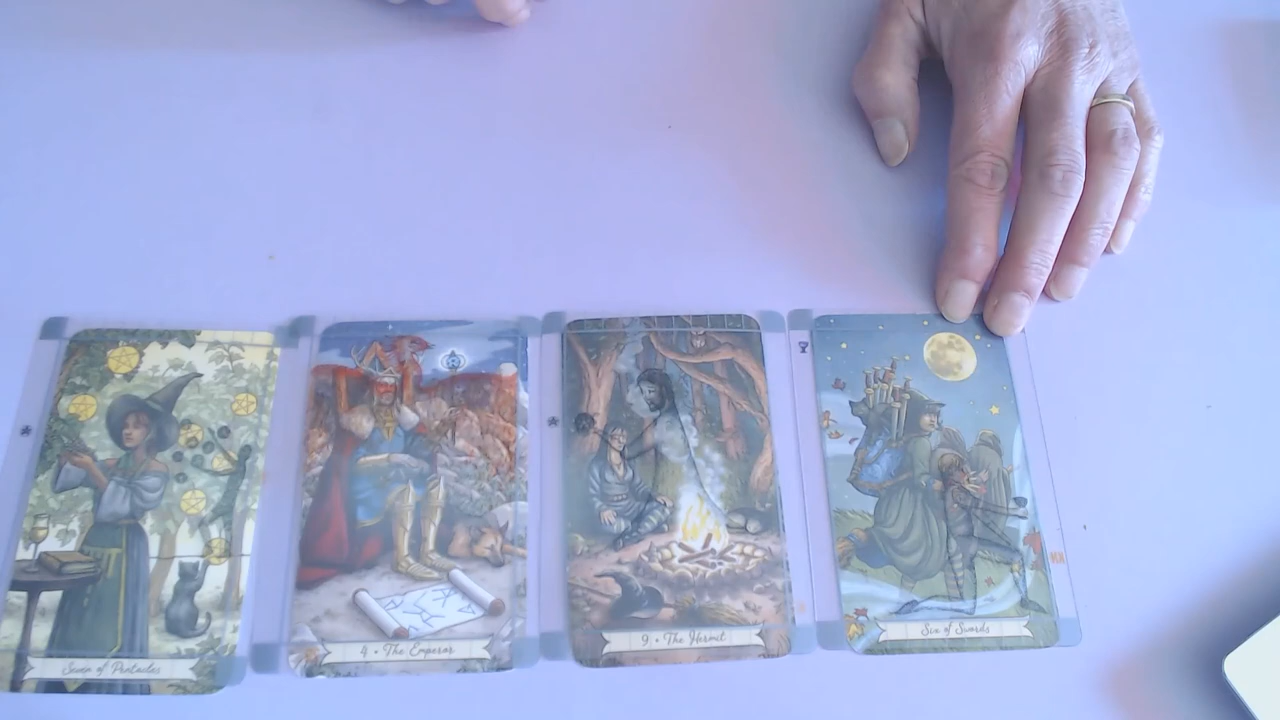 Seven of Pentacles
4 • The Emperor
9 • The Hermit
Six of Swords